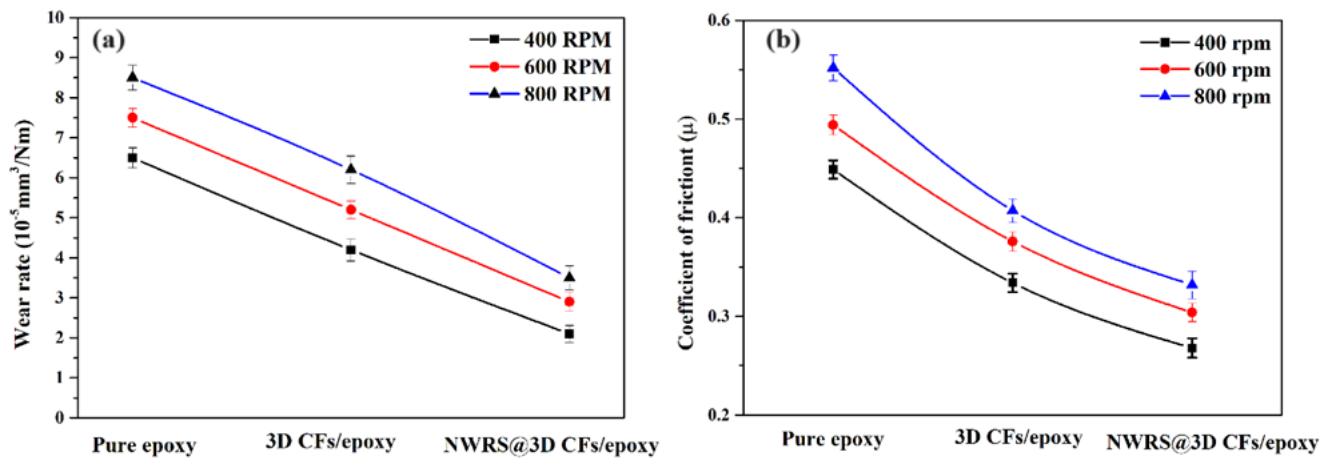 (a)
400 RPM
600 RPM
800 RPM
10
9
8
7
6
5
4
3
2
1
0
Wear rate (10⁻⁵mm³/Nm)
Pure epoxy
3D CFs/epoxy
NWRS@3D CFs/epoxy
(b)
400 rpm
600 rpm
800 rpm
0.6
0.5
0.4
0.3
0.2
Coefficient of frictiont (μ)
Pure epoxy
3D CFs/epoxy
NWRS@3D CFs/epoxy